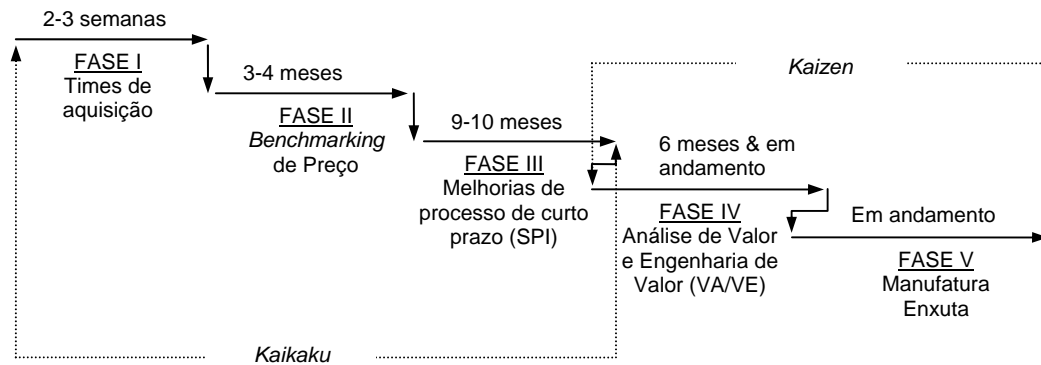 2-3 semanas
FASE I
Times de
aquisição
3-4 meses
FASE II
Benchmarking
de Preço
9-10 meses
FASE III
Melhorias de
processo de curto
prazo (SPI)
Kaizen
6 meses & em
andamento
FASE IV
Análise de Valor
e Engenharia de
Valor (VA/VE)
Em andamento
FASE V
Manufatura
Enxuta
Kaikaku